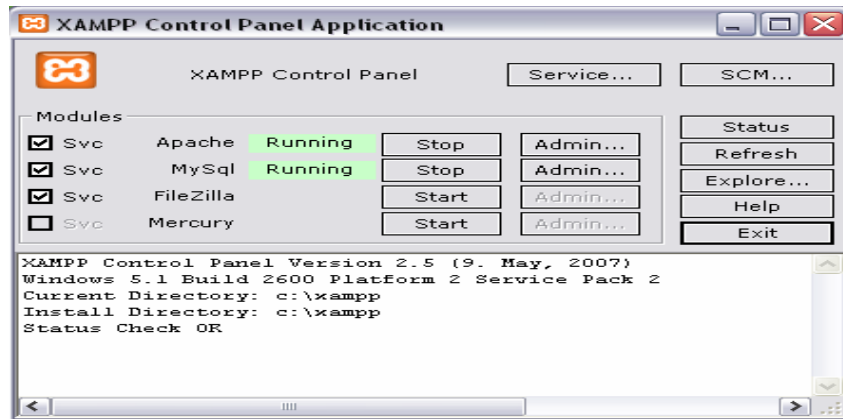 XAMPP Control Panel Application
XAMPP Control Panel Service... SCM...
Modules
Svc Apache Running Stop Admin...
Svc MySql Running Stop Admin...
Svc FileZilla Start Admin...
Svc Mercury Start Admin...
Status
Refresh
Explore...
Help
Exit
XAMPP Control Panel Version 2.5 (9. May, 2007)
Windows 5.1 Build 2600 Platform 2 Service Pack 2
Current Directory: c:\xampp
Install Directory: c:\xampp
Status Check OK